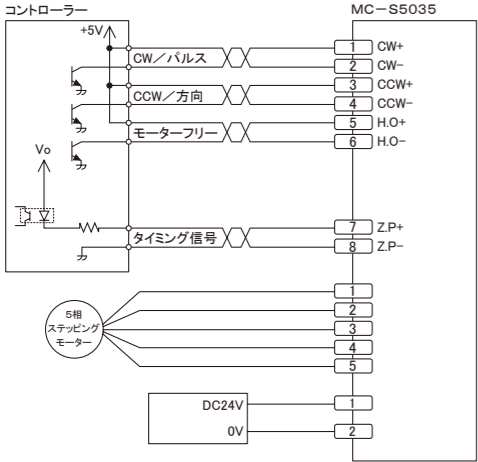 コントローラー
MC－S5035
+5V
CW／パルス
1 CW+
2 CW-
CCW／方向
3 CCW+
4 CCW-
モーターフリー
5 H.O+
6 H.O-
Vo
タイミング信号
7 Z.P+
8 Z.P-
5相
ステッピング
モーター
1
2
3
4
5
DC24V
1
0V
2